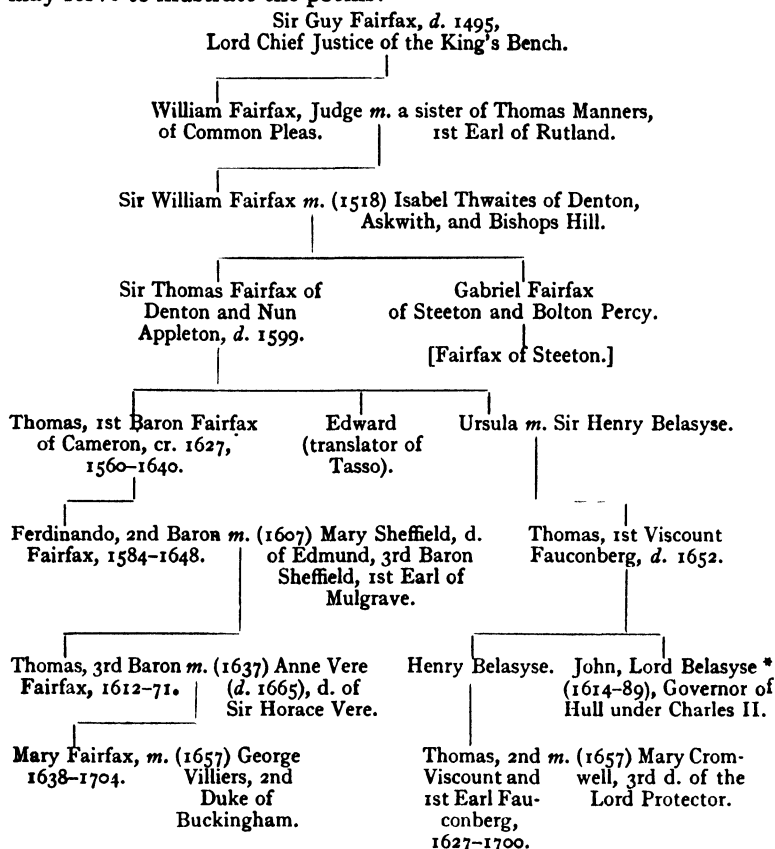 Sir Guy Fairfax, d. 1495,
Lord Chief Justice of the King's Bench.
William Fairfax, Judge m. a sister of Thomas Manners,
of Common Pleas. 1st Earl of Rutland.
Sir William Fairfax m. (1518) Isabel Thwaites of Denton,
Askwith, and Bishops Hill.
Sir Thomas Fairfax of
Denton and Nun
Appleton, d. 1599.
Gabriel Fairfax
of Steeton and Bolton Percy.
[Fairfax of Steeton.]
Thomas, 1st Baron Fairfax
of Cameron, cr. 1627,
1560–1640.
Edward
(translator of
Tasso).
Ursula m. Sir Henry Belasyse.
Ferdinando, 2nd Baron m. (1607) Mary Sheffield, d.
Fairfax, 1584–1648. of Edmund, 3rd Baron
Sheffield, 1st Earl of
Mulgrave.
Thomas, 1st Viscount
Fauconberg, d. 1652.
Thomas, 3rd Baron m. (1637) Anne Vere
Fairfax, 1612–71. (d. 1665), d. of
Sir Horace Vere.
Henry Belasyse.
John, Lord Belasyse *
(1614–89), Governor of
Hull under Charles II.
Mary Fairfax, m. (1657) George
1638–1704. Villiers, 2nd
Duke of
Buckingham.
Thomas, 2nd m. (1657) Mary Crom-
Viscount and well, 3rd d. of the
1st Earl Fau- Lord Protector.
conberg,
1627–1700.